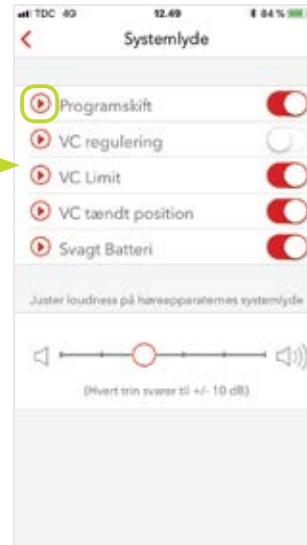 TDC 4G 12.49 84 %
Systemlyde
Programskift
VC regulering
VC Limit
VC tændt position
Svagt Batteri
Juster loudness på høreapparaternes systemlyde
(Hvert trin svarer til +/- 10 dB)